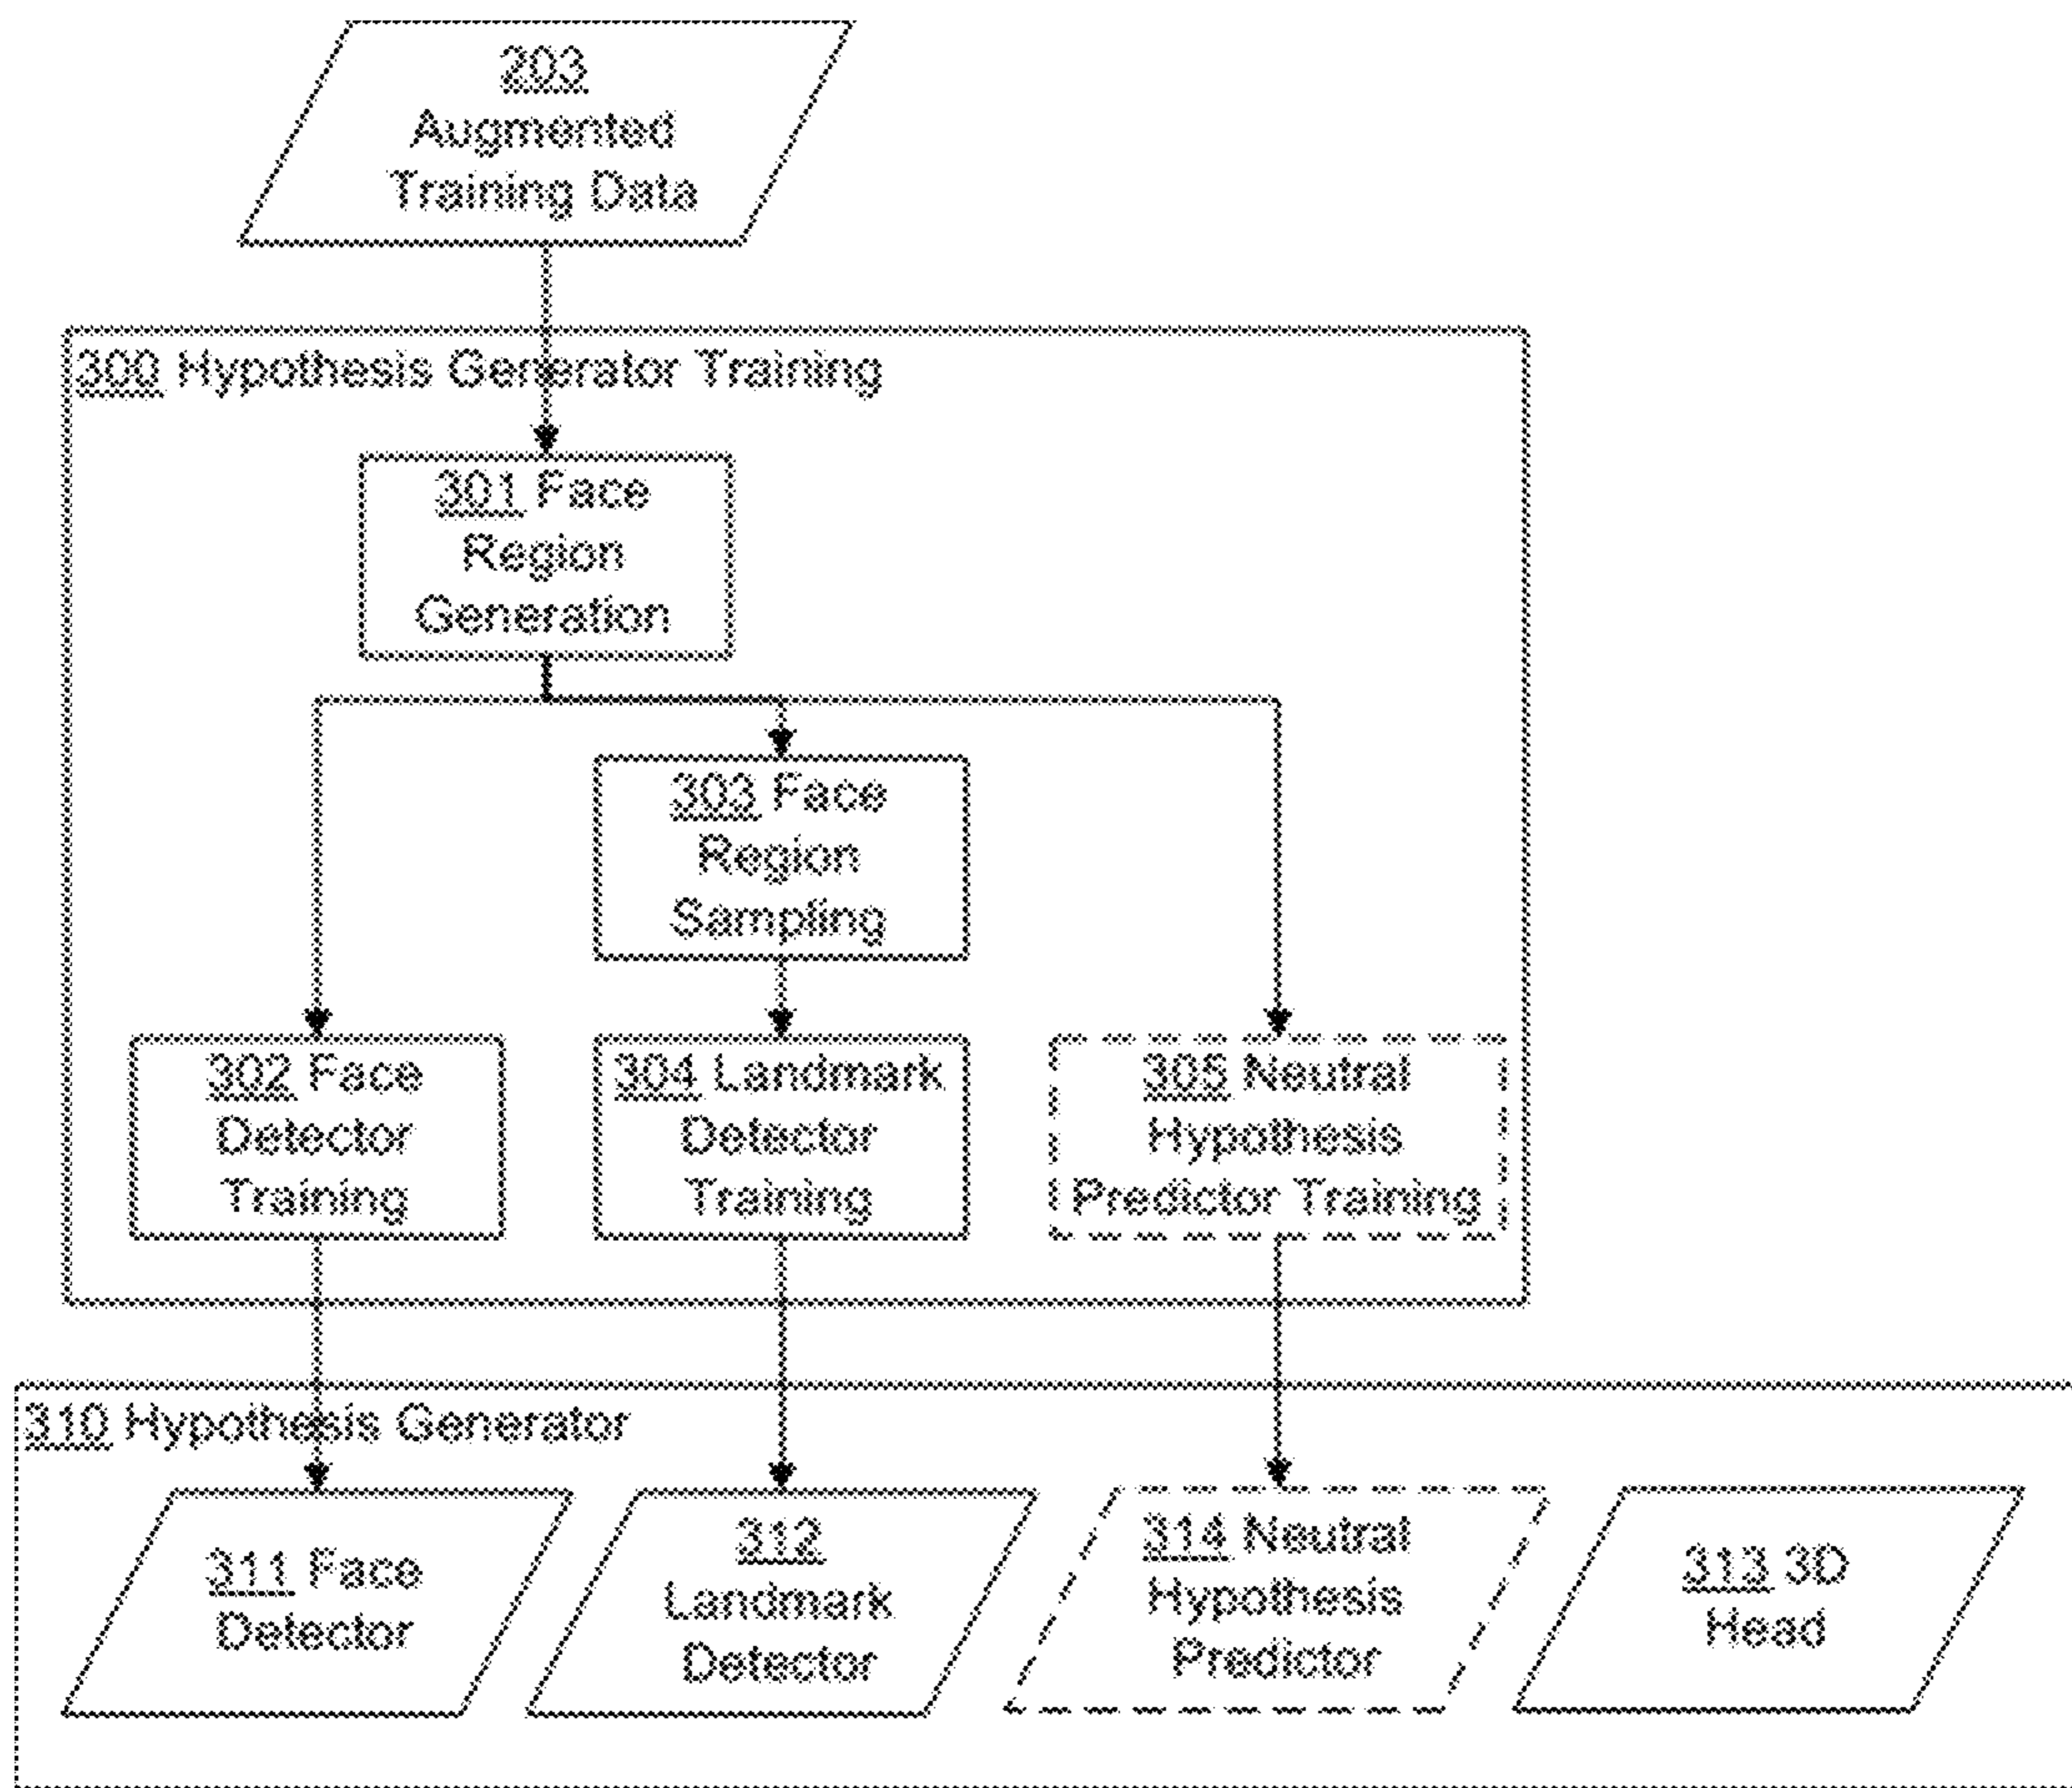 203
Augmented
Training Data
300 Hypothesis Generator Training
301 Face
Region
Generation
303 Face
Region
Sampling
302 Face
Detector
Training
304 Landmark
Detector
Training
305 Neutral
Hypothesis
Predictor Training
310 Hypothesis Generator
311 Face
Detector
312
Landmark
Detector
314 Neutral
Hypothesis
Predictor
313 3D
Head